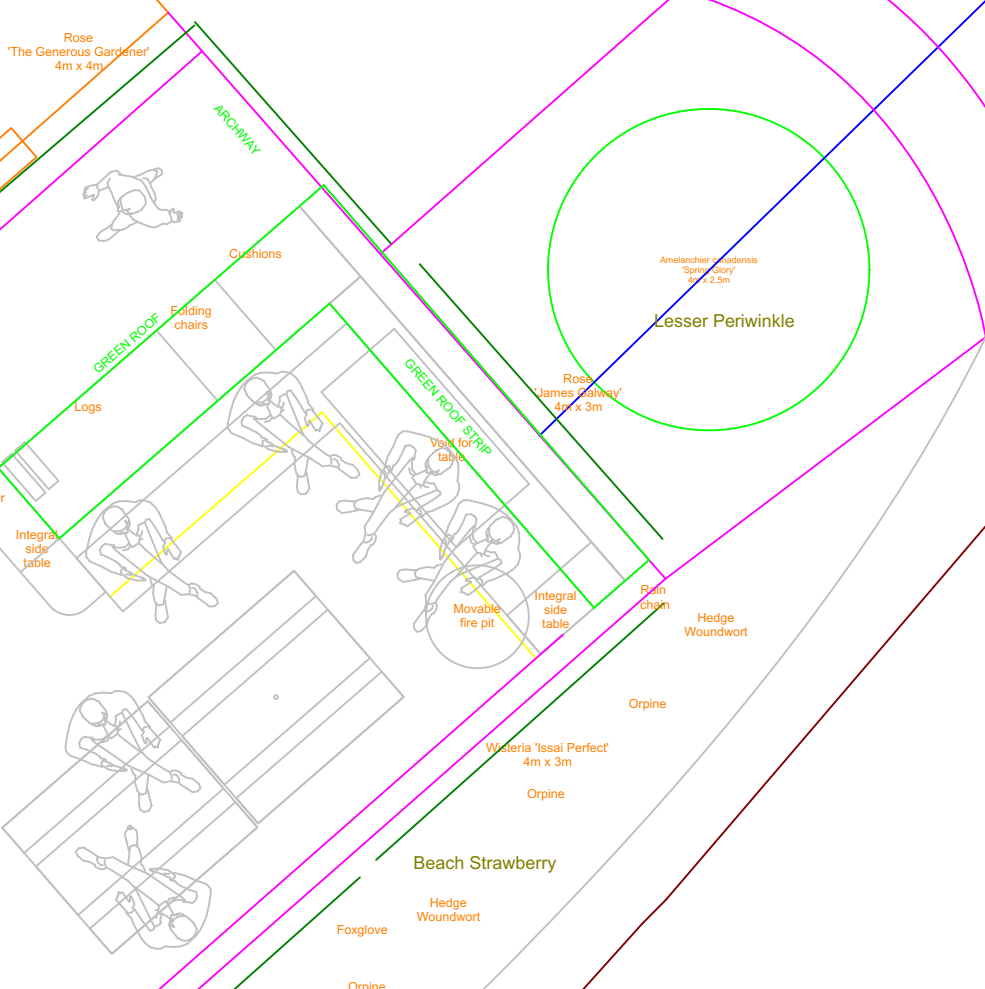 Rose
'The Generous Gardener'
4m x 4m
ARCHWAY
Cushions
Folding
chairs
GREEN ROOF
Logs
GREEN ROOF STRIP
Void for
table
Amelanchier canadensis
'Spring Glory'
4m x 2.5m
Lesser Periwinkle
Rose
'James Galway'
4m x 3m
r
Integral
side
table
Movable
fire pit
Integral
side
table
Rain
chain
Hedge
Woundwort
Orpine
Wisteria 'Issai Perfect'
4m x 3m
Orpine
Beach Strawberry
Hedge
Woundwort
Foxglove
Orpine